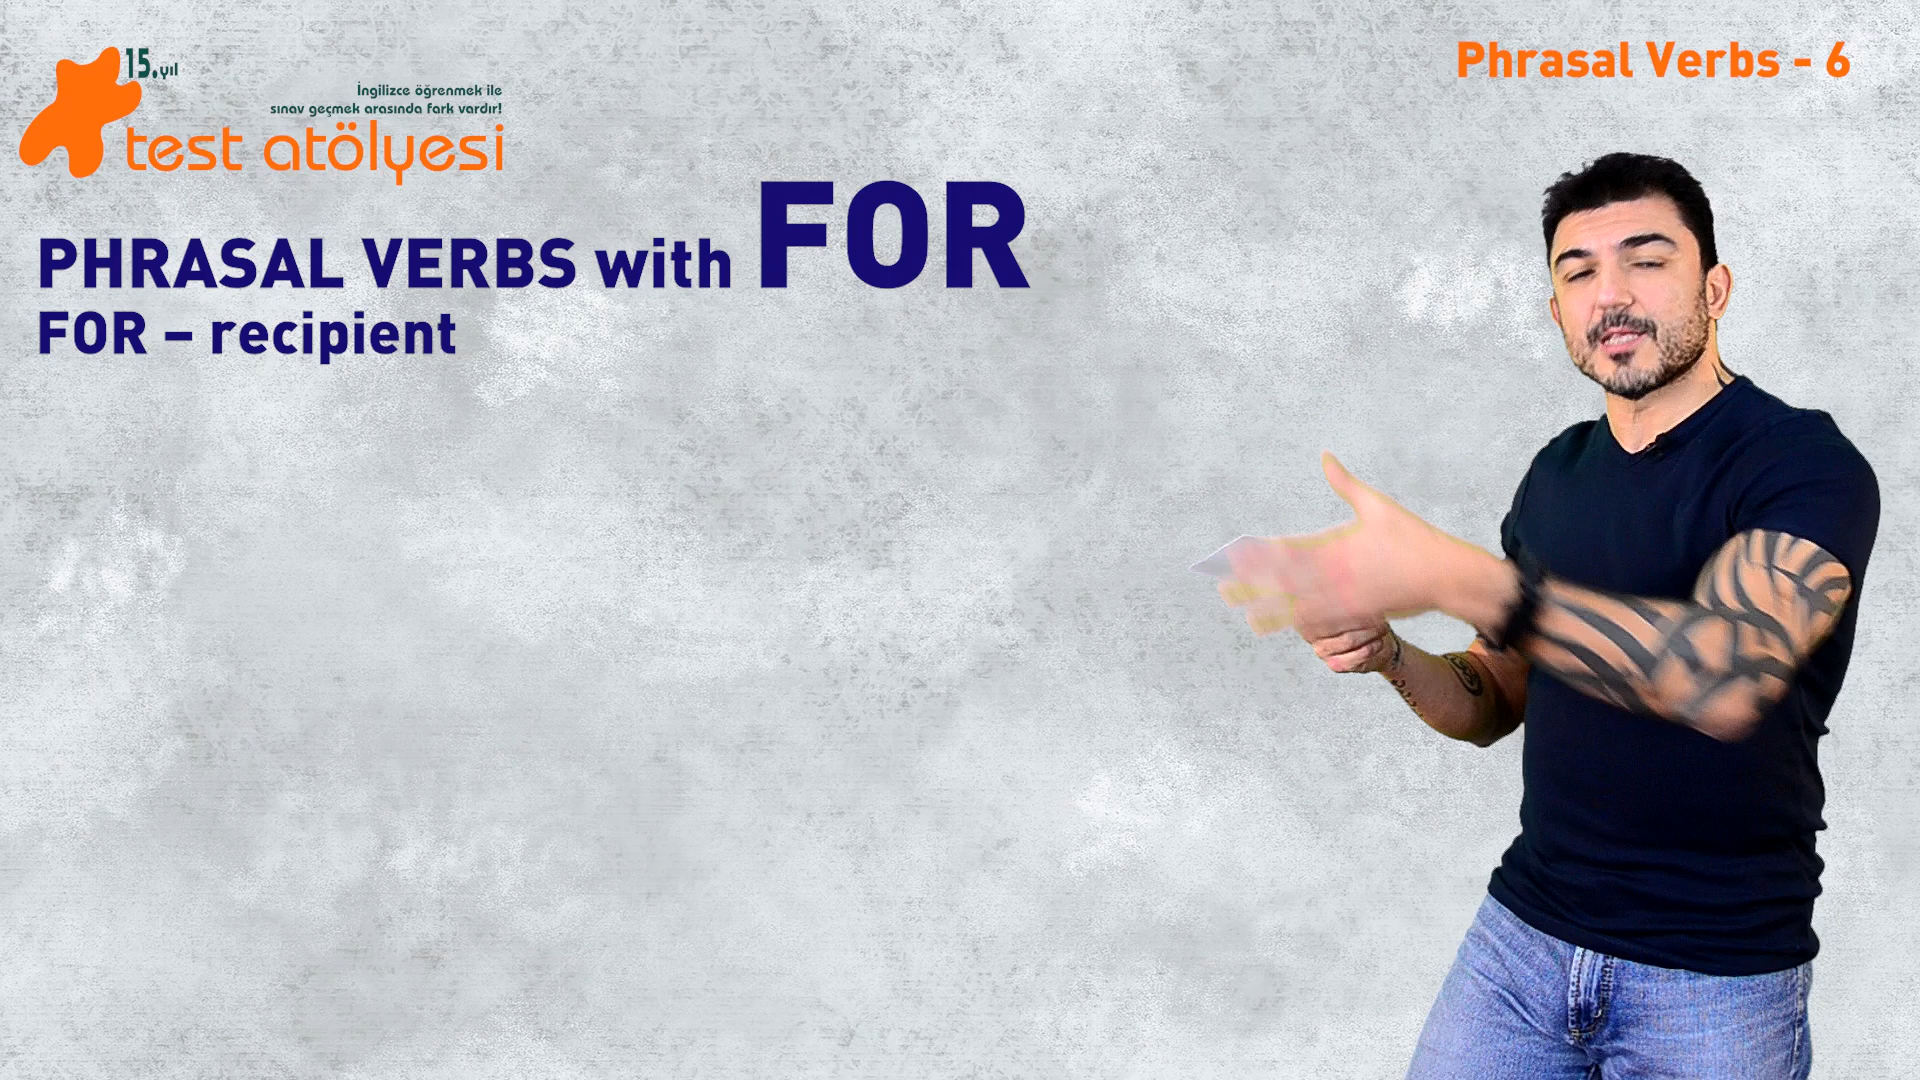 15.yıl
İngilizce öğrenmek ile
sınav geçmek arasında fark vardır!
test atölyesi
Phrasal Verbs - 6
PHRASAL VERBS with FOR
FOR – recipient